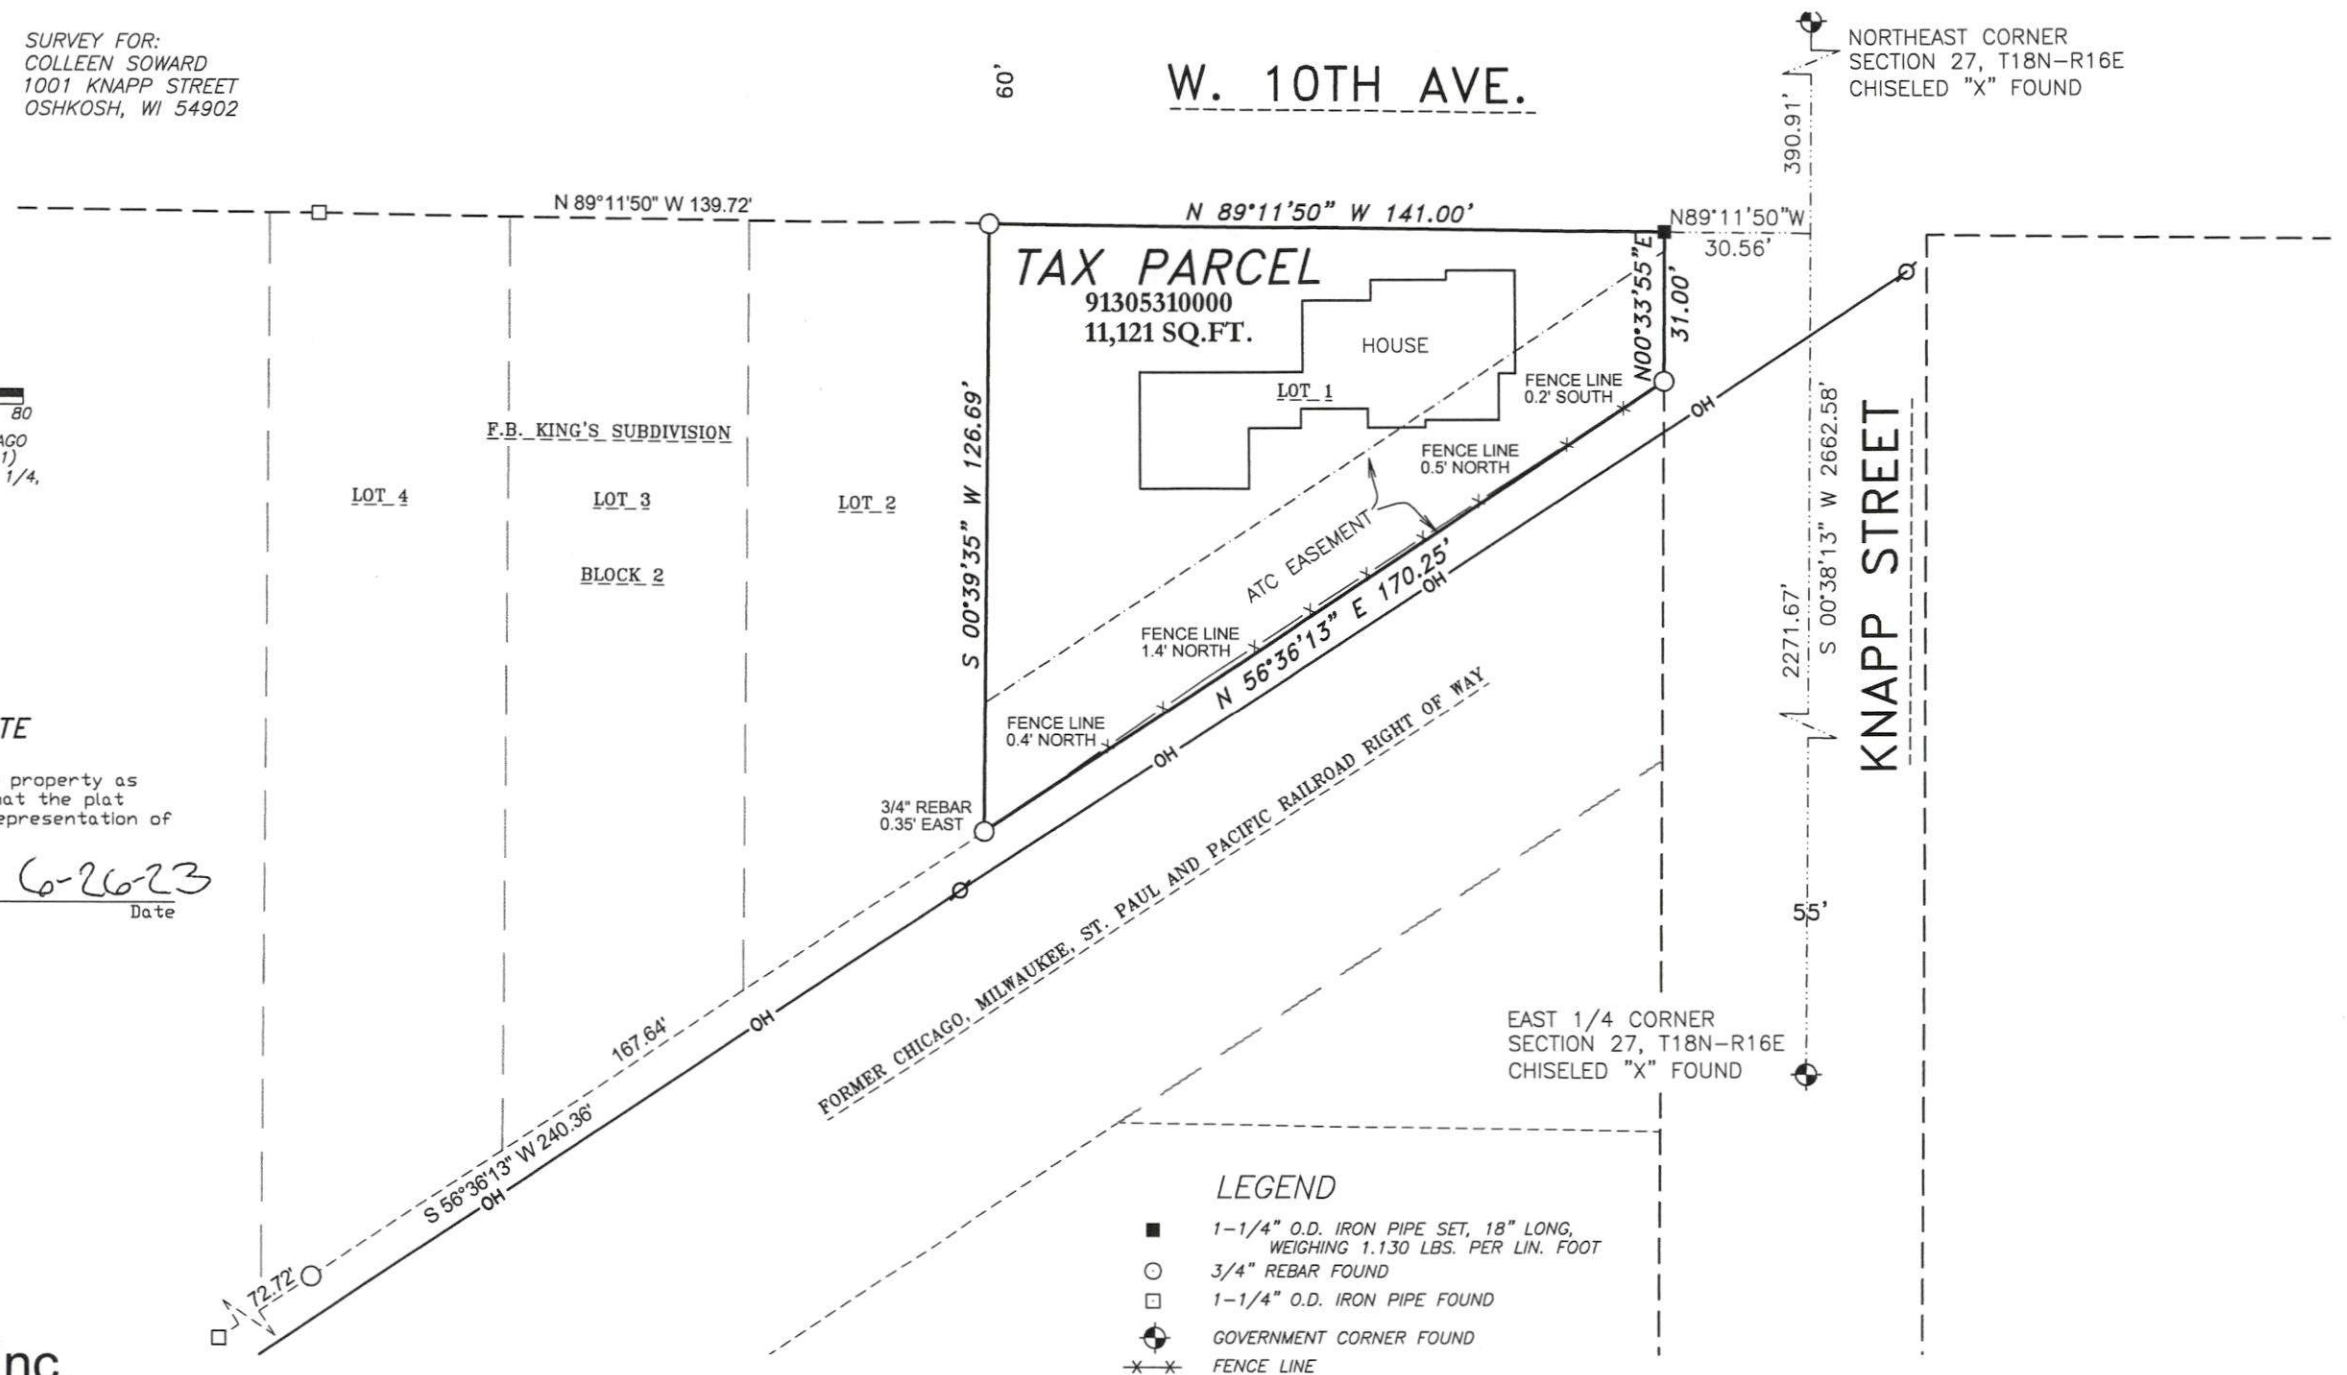 SURVEY FOR:
COLLEEN SOWARD
1001 KNAPP STREET
OSHKOSH, WI 54902
60'
W. 10TH AVE.
NORTHEAST CORNER
SECTION 27, T18N-R16E
CHISELED "X" FOUND
390.91'
N 89°11'50" W 139.72'
N 89°11'50" W 141.00'
N89°11'50"W
30.56'
TAX PARCEL
91305310000
11,121 SQ.FT.
HOUSE
LOT 1
N00°33'55"E
31.00'
FENCE LINE
0.2' SOUTH
FENCE LINE
0.5' NORTH
OH
80
AGO
1)
1/4,
F.B. KING'S SUBDIVISION
LOT 4
LOT 3
LOT 2
BLOCK 2
S 00°39'35" W 126.69'
ATC EASEMENT
N 56°36'13" E 170.25'
OH
FENCE LINE
1.4' NORTH
FENCE LINE
0.4' NORTH
OH
KNAPP STREET
S 00°38'13" W 2662.58'
2271.67'
TE
property as
hat the plat
epresentation of
6-26-23
Date
3/4" REBAR
0.35' EAST
FORMER CHICAGO, MILWAUKEE, ST. PAUL AND PACIFIC RAILROAD RIGHT OF WAY
55'
167.64'
OH
S 56°36'13" W 240.36'
OH
72.72'
EAST 1/4 CORNER
SECTION 27, T18N-R16E
CHISELED "X" FOUND
LEGEND
1-1/4" O.D. IRON PIPE SET, 18" LONG,
WEIGHING 1.130 LBS. PER LIN. FOOT
3/4" REBAR FOUND
1-1/4" O.D. IRON PIPE FOUND
GOVERNMENT CORNER FOUND
FENCE LINE
nc